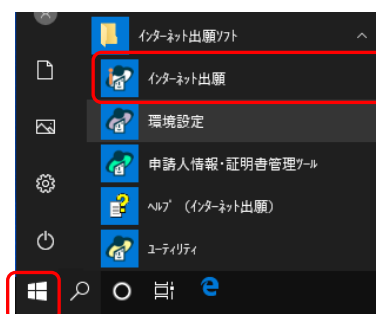 インターネット出願ソフト
インターネット出願
環境設定
申請人情報・証明書管理ツール
ヘルプ （インターネット出願）
ユーティリティ